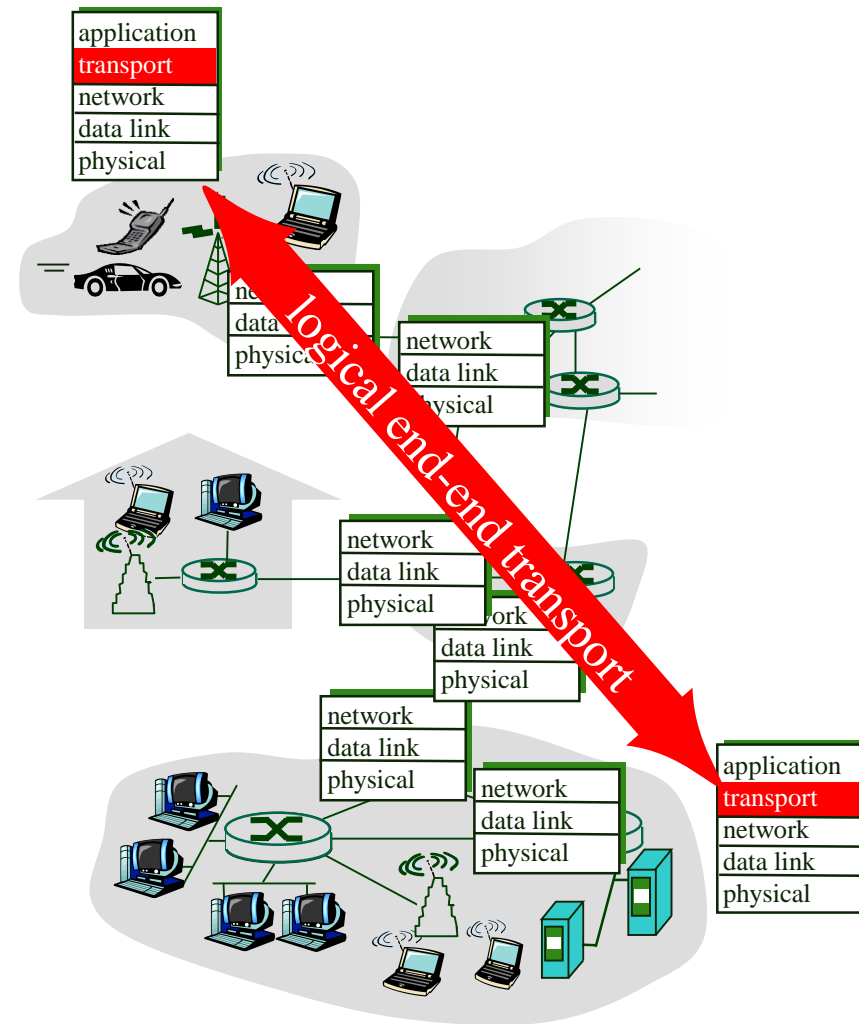 application
transport
network
data link
physical
data
physical
network
data link
physical
logical end-end transport
network
data link
physical
data link
physical
network
data link
physical
network
data link
physical
application
transport
network
data link
physical